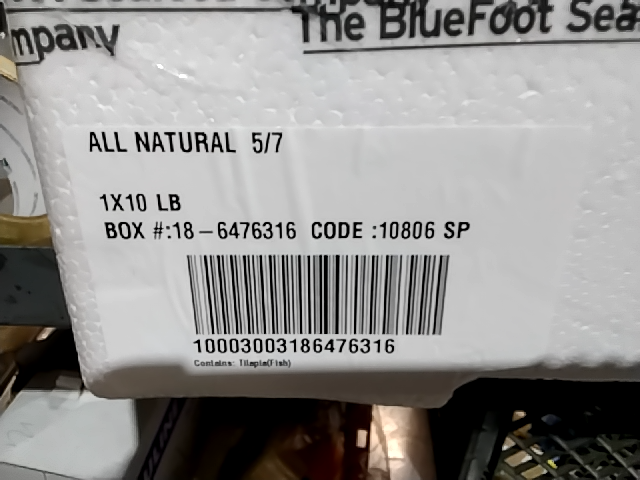 mpany
The BlueFoot Sea
ALL NATURAL 5/7
1X10 LB
BOX #:18-6476316 CODE :10806 SP
10003003186476316
Contains: Tilapia(Fish)